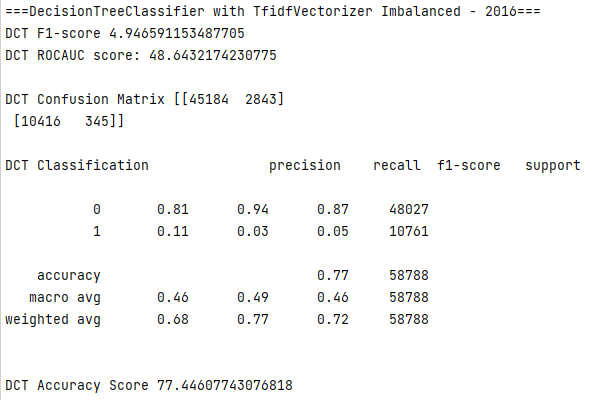 ===DecisionTreeClassifier with TfidfVectorizer Imbalanced - 2016===
DCT F1-score 4.946591153487705
DCT ROCAUC score: 48.6432174230775
DCT Confusion Matrix [[45184  2843]
 [10416   345]]
DCT Classification               precision    recall  f1-score   support
           0       0.81      0.94      0.87     48027
           1       0.11      0.03      0.05     10761
    accuracy                           0.77     58788
   macro avg       0.46      0.49      0.46     58788
weighted avg       0.68      0.77      0.72     58788
DCT Accuracy Score 77.44607743076818